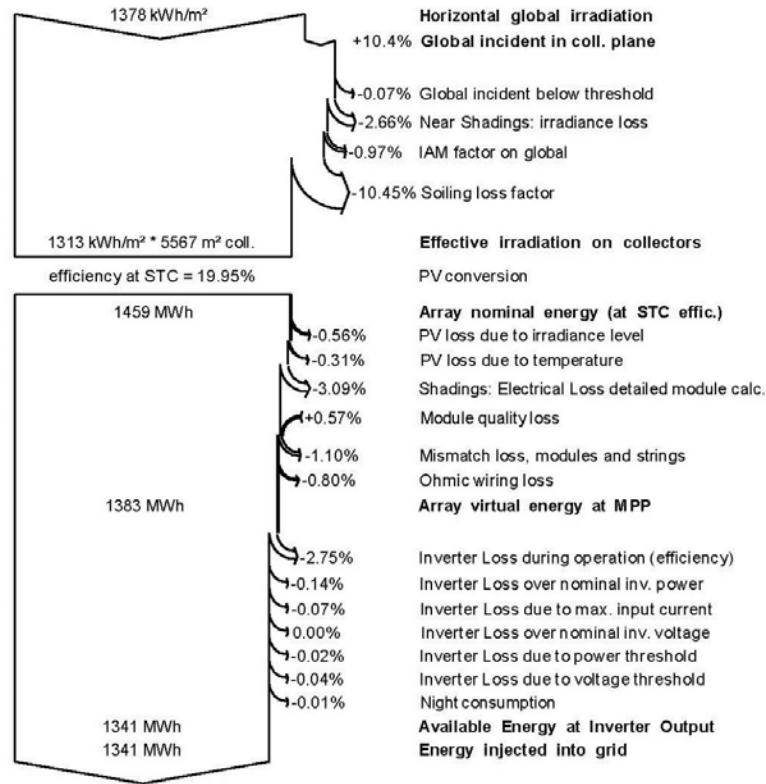 1378 kWh/m² Horizontal global irradiation
+10.4% Global incident in coll. plane
-0.07% Global incident below threshold
-2.66% Near Shadings: irradiance loss
-0.97% IAM factor on global
-10.45% Soiling loss factor
1313 kWh/m² * 5567 m² coll. Effective irradiation on collectors
efficiency at STC = 19.95% PV conversion
1459 MWh Array nominal energy (at STC effic.)
-0.56% PV loss due to irradiance level
-0.31% PV loss due to temperature
-3.09% Shadings: Electrical Loss detailed module calc.
+0.57% Module quality loss
-1.10% Mismatch loss, modules and strings
-0.80% Ohmic wiring loss
1383 MWh Array virtual energy at MPP
-2.75% Inverter Loss during operation (efficiency)
-0.14% Inverter Loss over nominal inv. power
-0.07% Inverter Loss due to max. input current
0.00% Inverter Loss over nominal inv. voltage
-0.02% Inverter Loss due to power threshold
-0.04% Inverter Loss due to voltage threshold
-0.01% Night consumption
1341 MWh Available Energy at Inverter Output
1341 MWh Energy injected into grid